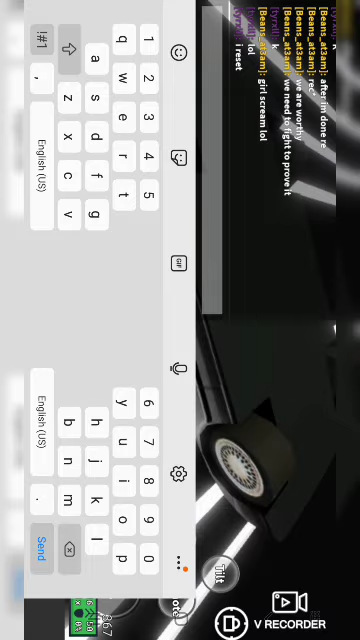 [Beans_at3am]: after im done re
[Beans_at3am]: rec*
[Beans_at3am]: we are worthy
[Beans_at3am]: we need to fight to prove it
[tyrxll]: k
[Beans_at3am]: girl scream lol
lol
i reset
GIF
1 2 3 4 5 6 7 8 9 0
q w e r t y u i o p
a s d f g h j k l
z x c v b n m
!#1 , English (US) English (US) . Send
Tilt
V RECORDER